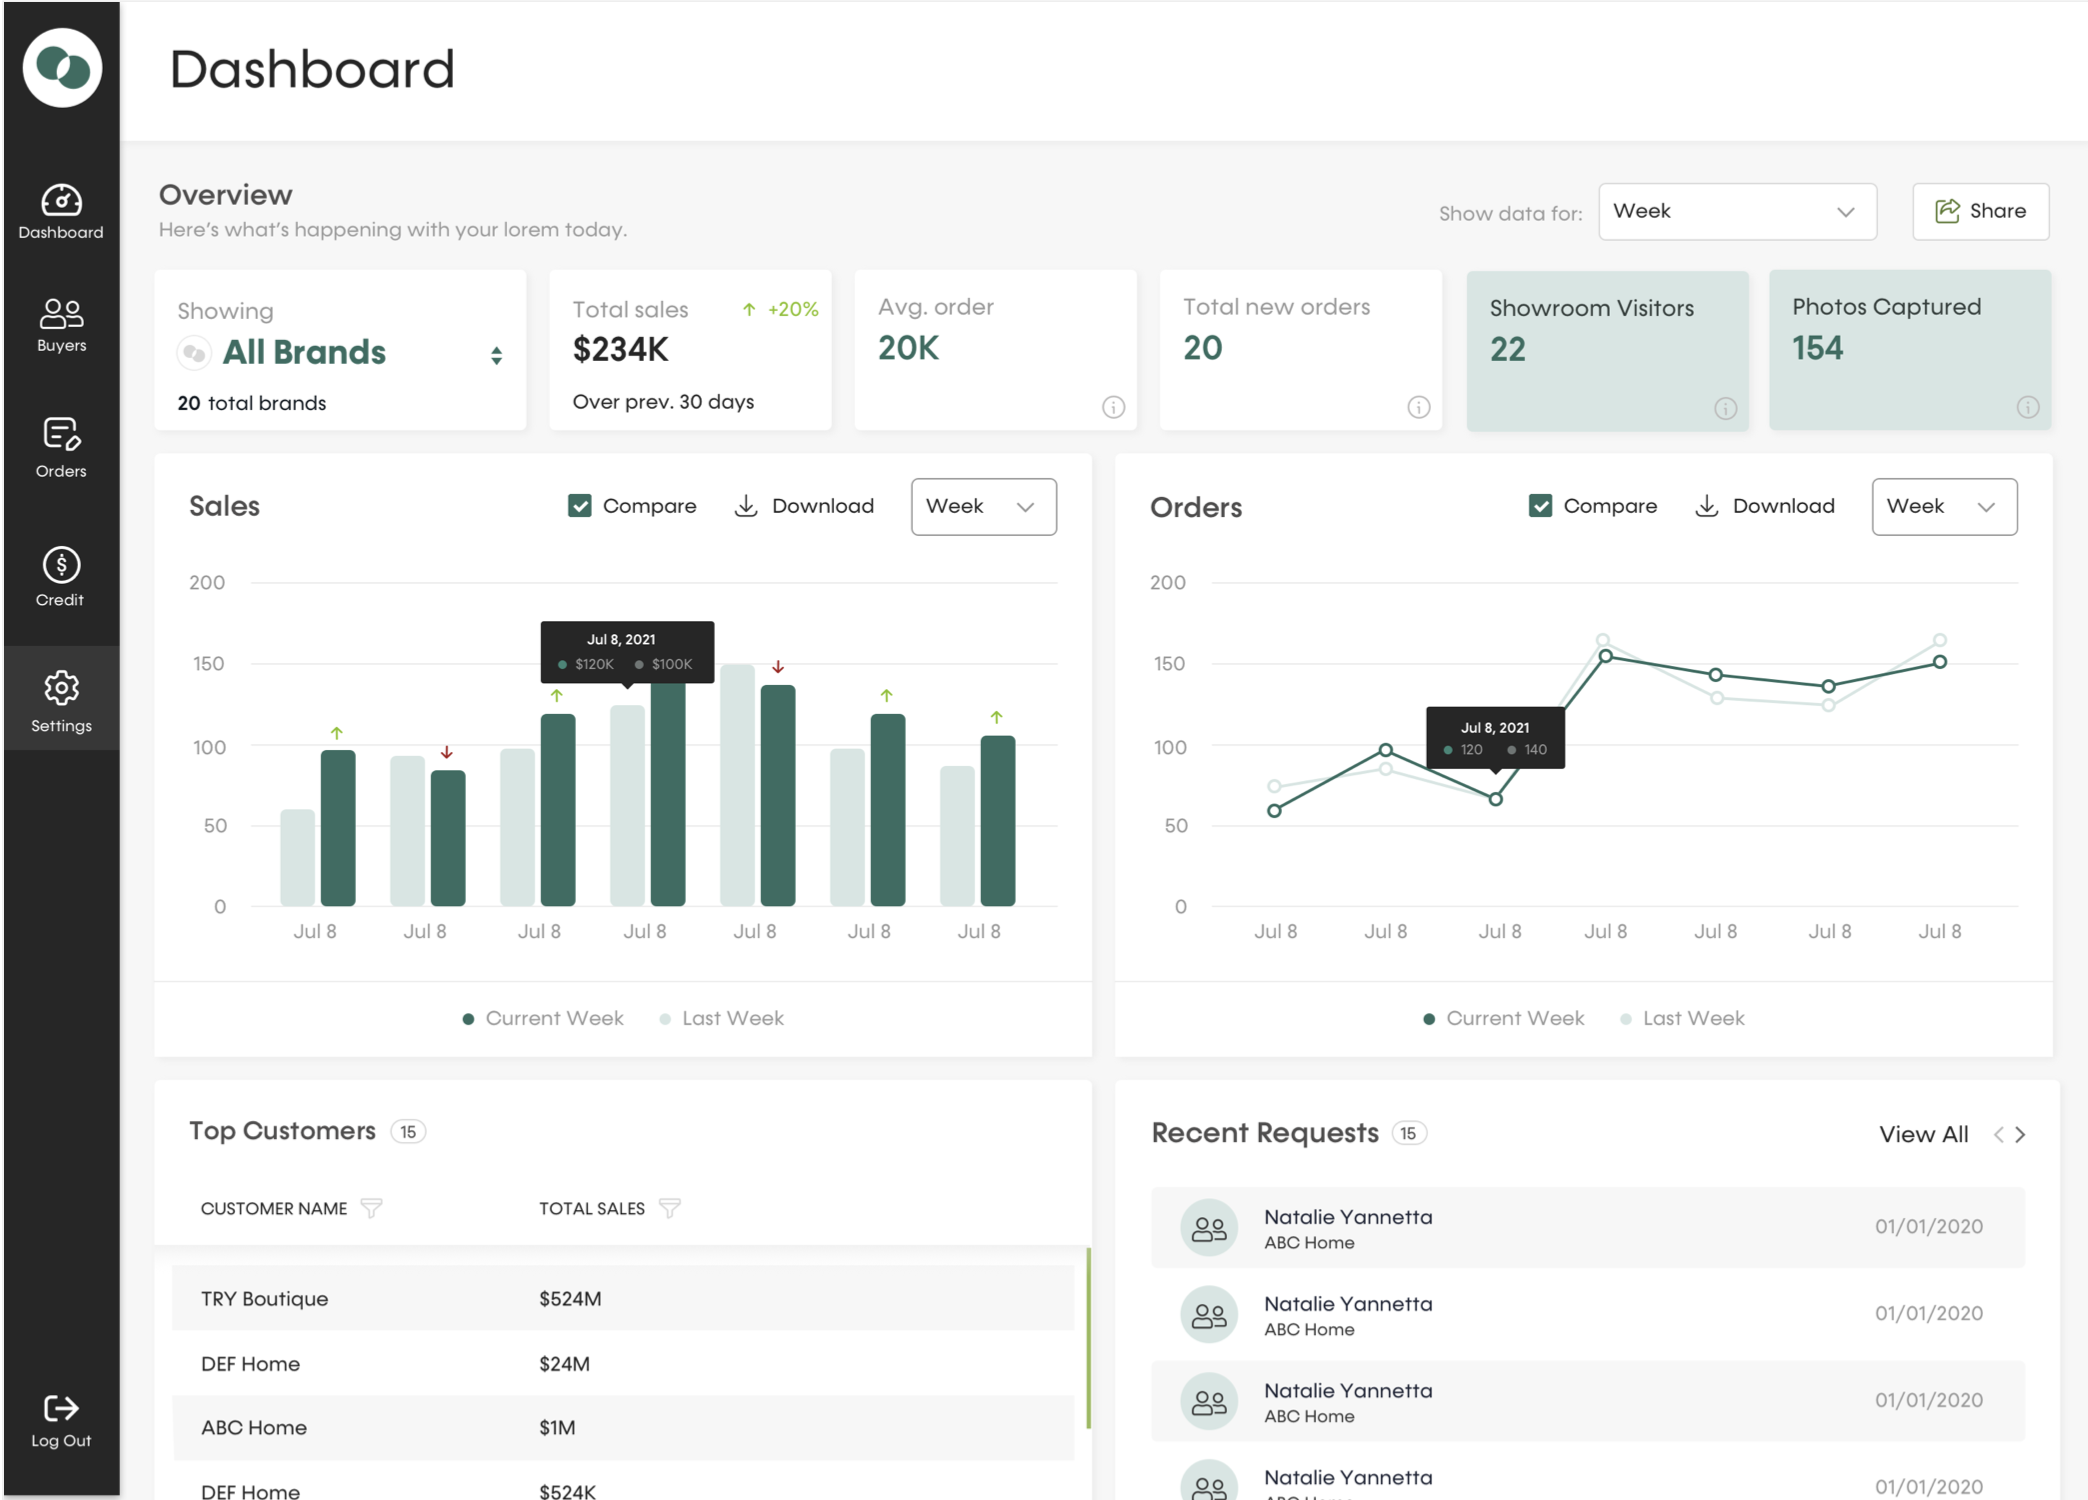 Dashboard
Dashboard
Buyers
Orders
Credit
Settings
Log Out
Overview
Here's what's happening with your lorem today.
Show data for:
Week
Share
Showing
All Brands
20 total brands
Total sales
+20%
$234K
Over prev. 30 days
Avg. order
20K
Total new orders
20
Showroom Visitors
22
Photos Captured
154
Sales
Compare
Download
Week
200
150
100
50
0
Jul 8, 2021
$120K $100K
Jul 8 Jul 8 Jul 8 Jul 8 Jul 8 Jul 8 Jul 8
Current Week Last Week
Orders
Compare
Download
Week
200
150
100
50
0
Jul 8, 2021
120 140
Jul 8 Jul 8 Jul 8 Jul 8 Jul 8 Jul 8 Jul 8
Current Week Last Week
Top Customers 15
CUSTOMER NAME TOTAL SALES
TRY Boutique $524M
DEF Home $24M
ABC Home $1M
DEF Home $524K
Recent Requests 15
View All
Natalie Yannetta
ABC Home
01/01/2020
Natalie Yannetta
ABC Home
01/01/2020
Natalie Yannetta
ABC Home
01/01/2020
Natalie Yannetta
01/01/2020